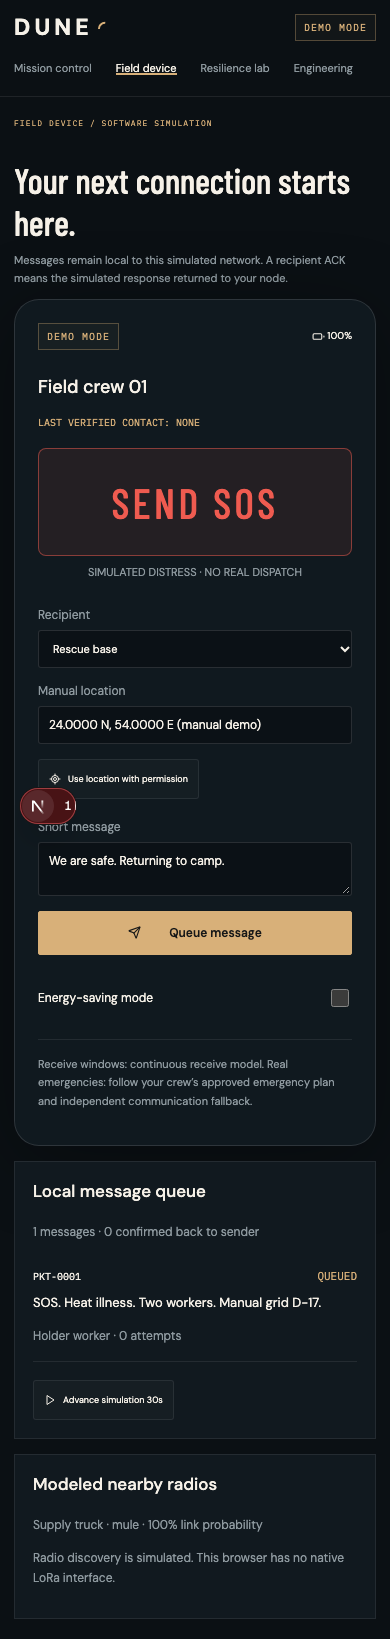 DUNE
DEMO MODE
Mission control Field device Resilience lab Engineering
FIELD DEVICE / SOFTWARE SIMULATION
Your next connection starts
here.
Messages remain local to this simulated network. A recipient ACK
means the simulated response returned to your node.
DEMO MODE
100%
Field crew 01
LAST VERIFIED CONTACT: NONE
SEND SOS
SIMULATED DISTRESS · NO REAL DISPATCH
Recipient
Rescue base
Manual location
24.0000 N, 54.0000 E (manual demo)
Use location with permission
N 1
Short message
We are safe. Returning to camp.
Queue message
Energy-saving mode
Receive windows: continuous receive model. Real
emergencies: follow your crew's approved emergency plan
and independent communication fallback.
Local message queue
1 messages · 0 confirmed back to sender
PKT-0001 QUEUED
SOS. Heat illness. Two workers. Manual grid D-17.
Holder worker · 0 attempts
Advance simulation 30s
Modeled nearby radios
Supply truck · mule · 100% link probability
Radio discovery is simulated. This browser has no native
LoRa interface.